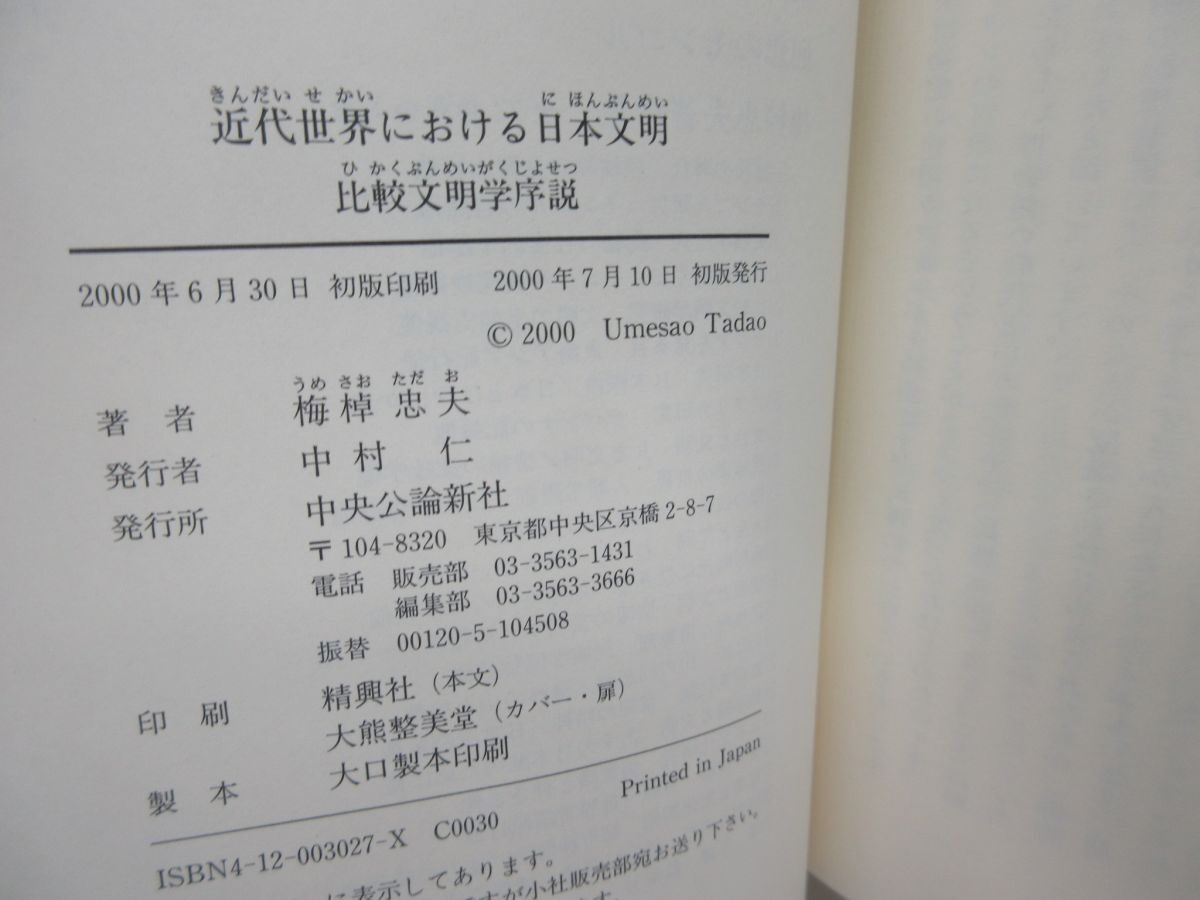 きんだい せ かい に ほんぶんめい
近代世界における日本文明
ひ かくぶんめいがくじよせつ
比較文明学序説
2000年6月30日 初版印刷 2000年7月10日 初版発行
© 2000 Umesao Tadao
うめ さお ただ お
著 者 梅棹忠夫
発行者 中村 仁
発行所 中央公論新社
〒104-8320 東京都中央区京橋2-8-7
電話 販売部 03-3563-1431
編集部 03-3563-3666
振替 00120-5-104508
印 刷 精興社（本文）
大熊整美堂（カバー・扉）
製 本 大口製本印刷
Printed in Japan
ISBN4-12-003027-X C0030
に表示してあります。
ですが小社販売部宛お送り下さい。
ます。